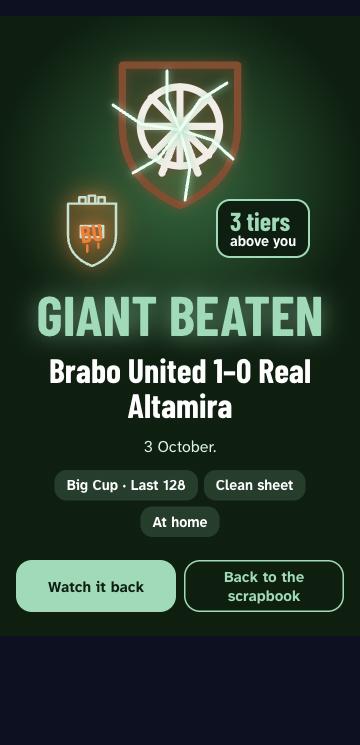 BU
3 tiers
above you
GIANT BEATEN
Brabo United 1–0 Real
Altamira
3 October.
Big Cup · Last 128
Clean sheet
At home
Watch it back
Back to the
scrapbook